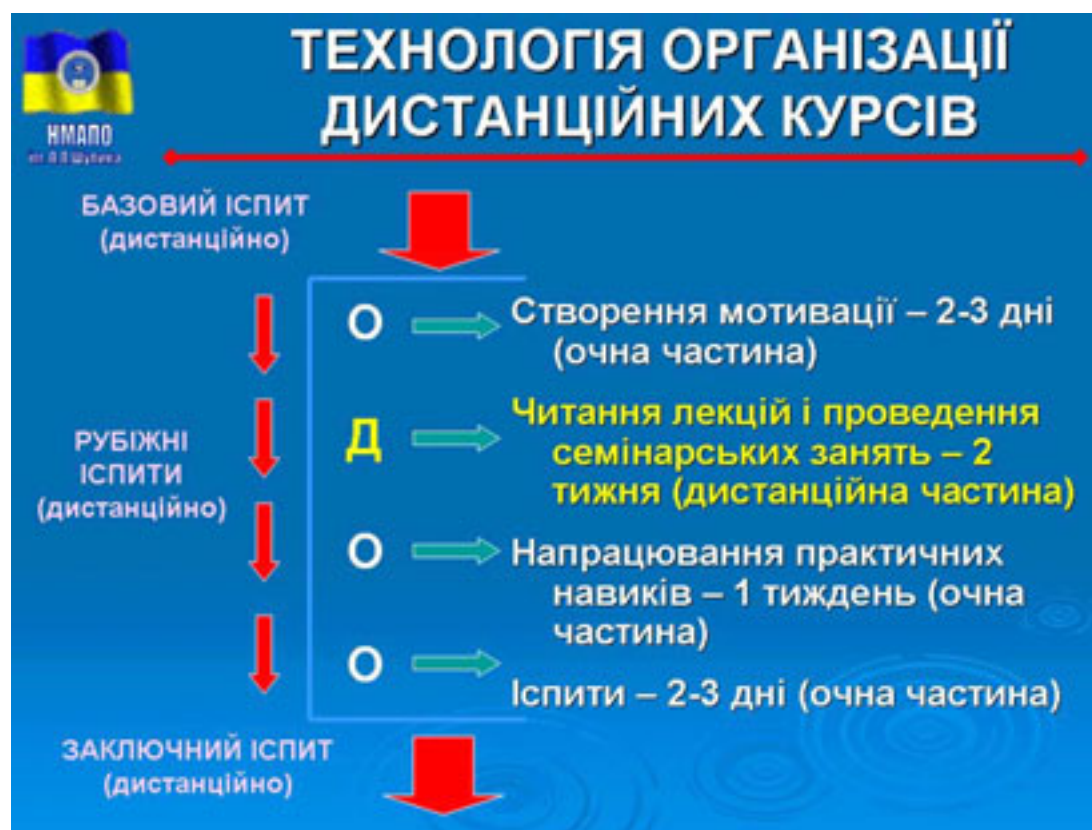 ТЕХНОЛОГІЯ ОРГАНІЗАЦІЇ
ДИСТАНЦІЙНИХ КУРСІВ
НМАПО
ім. П.Л.Шупика
БАЗОВИЙ ІСПИТ
(дистанційно)
РУБІЖНІ
ІСПИТИ
(дистанційно)
ЗАКЛЮЧНИЙ ІСПИТ
(дистанційно)
О
Створення мотивації – 2-3 дні
(очна частина)
Д
Читання лекцій і проведення
семінарських занять – 2
тижня (дистанційна частина)
О
Напрацювання практичних
навиків – 1 тиждень (очна
частина)
О
Іспити – 2-3 дні (очна частина)